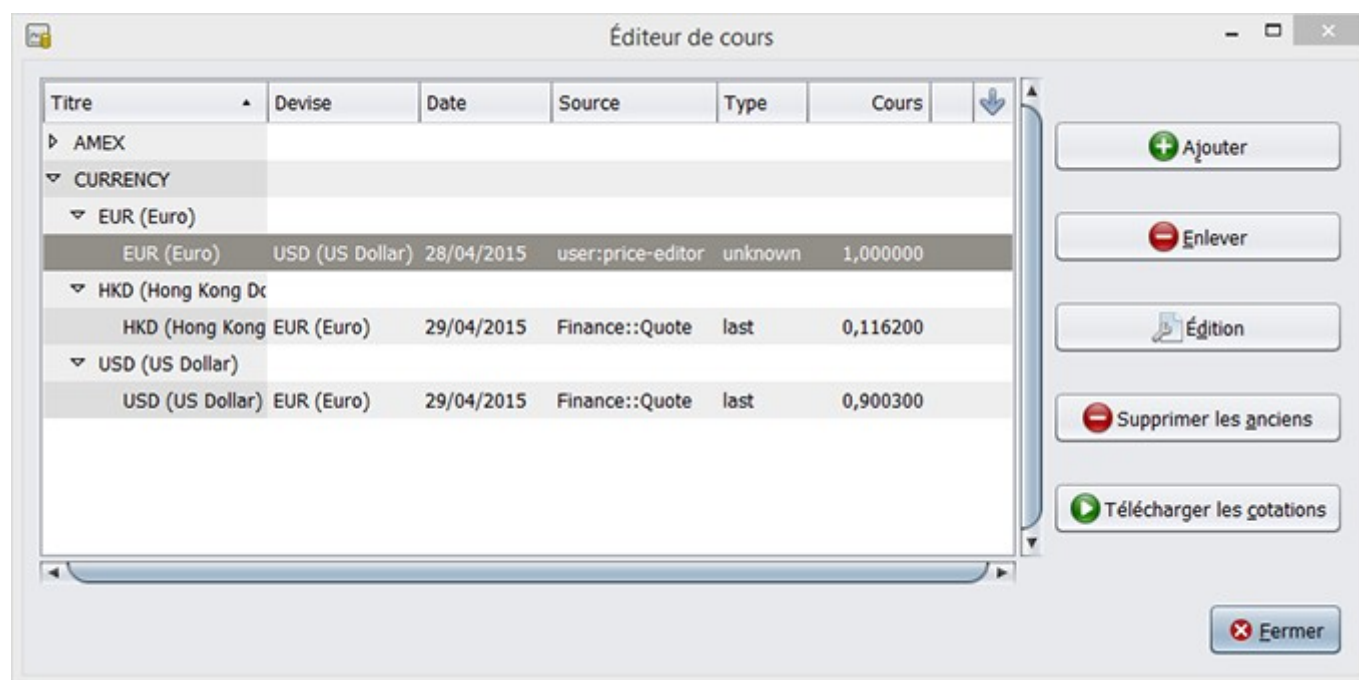 Éditeur de cours
Titre Devise Date Source Type Cours
AMEX
CURRENCY
EUR (Euro)
EUR (Euro) USD (US Dollar) 28/04/2015 user:price-editor unknown 1,000000
HKD (Hong Kong Do
HKD (Hong Kong EUR (Euro) 29/04/2015 Finance::Quote last 0,116200
USD (US Dollar)
USD (US Dollar) EUR (Euro) 29/04/2015 Finance::Quote last 0,900300
Ajouter
Enlever
Édition
Supprimer les anciens
Télécharger les cotations
Fermer